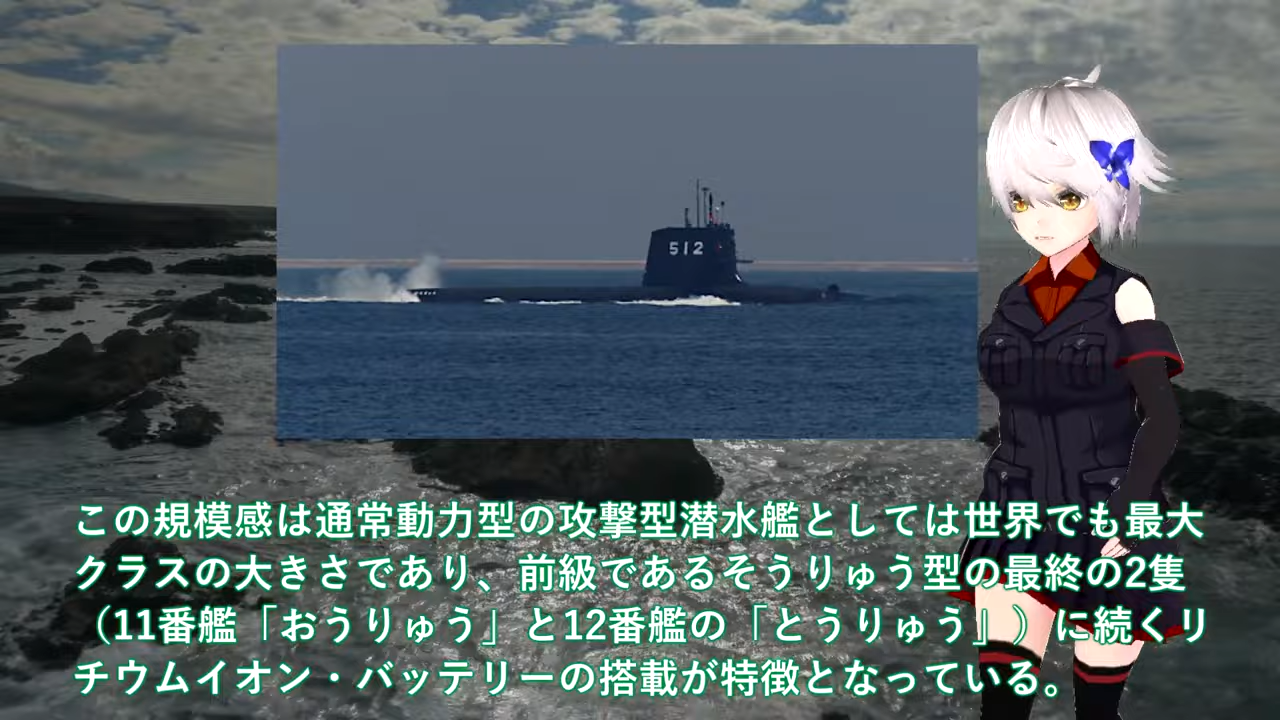 512
この規模感は通常動力型の攻撃型潜水艦としては世界でも最大
クラスの大きさであり、前級であるそうりゅう型の最終の2隻
（11番艦「おうりゅう」と12番艦の「とうりゅう」）に続くリ
チウムイオン・バッテリーの搭載が特徴となっている。